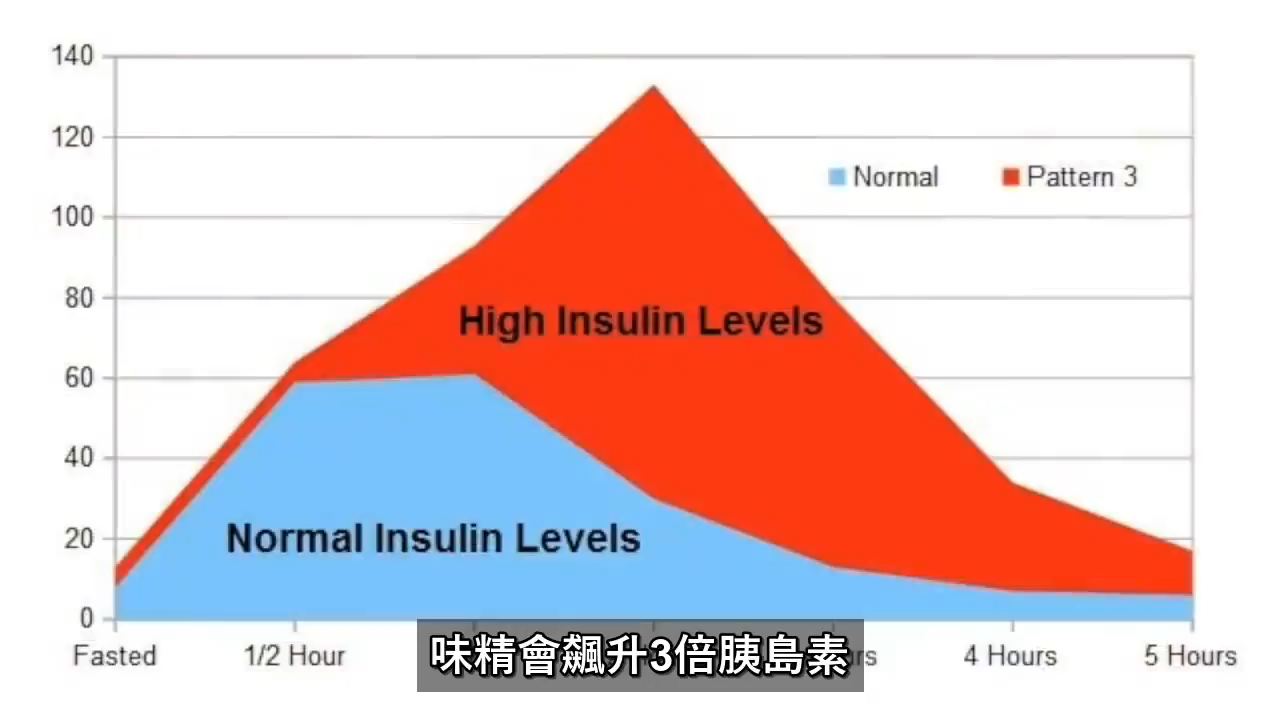 140
120
100
80
60
40
20
0
Normal
Pattern 3
High Insulin Levels
Normal Insulin Levels
Fasted
1/2 Hour
4 Hours
5 Hours
味精會飆升3倍胰島素